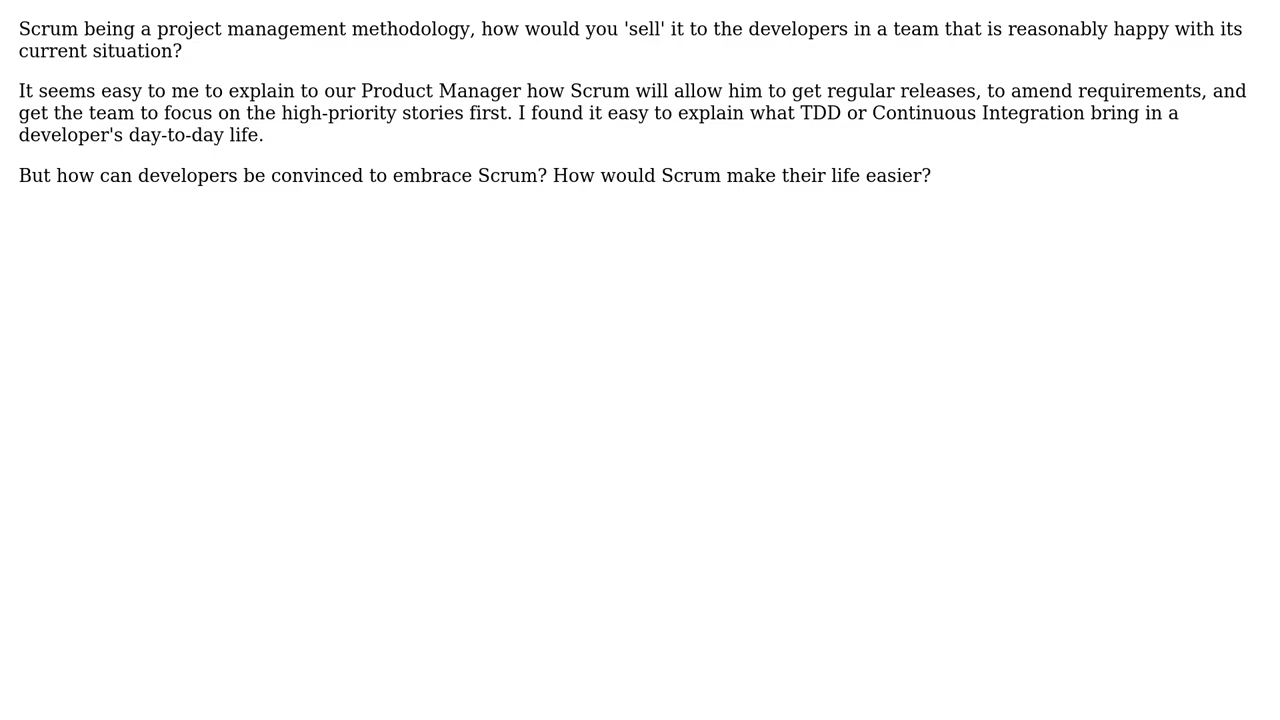 Scrum being a project management methodology, how would you 'sell' it to the developers in a team that is reasonably happy with its
current situation?
It seems easy to me to explain to our Product Manager how Scrum will allow him to get regular releases, to amend requirements, and
get the team to focus on the high-priority stories first. I found it easy to explain what TDD or Continuous Integration bring in a
developer's day-to-day life.
But how can developers be convinced to embrace Scrum? How would Scrum make their life easier?